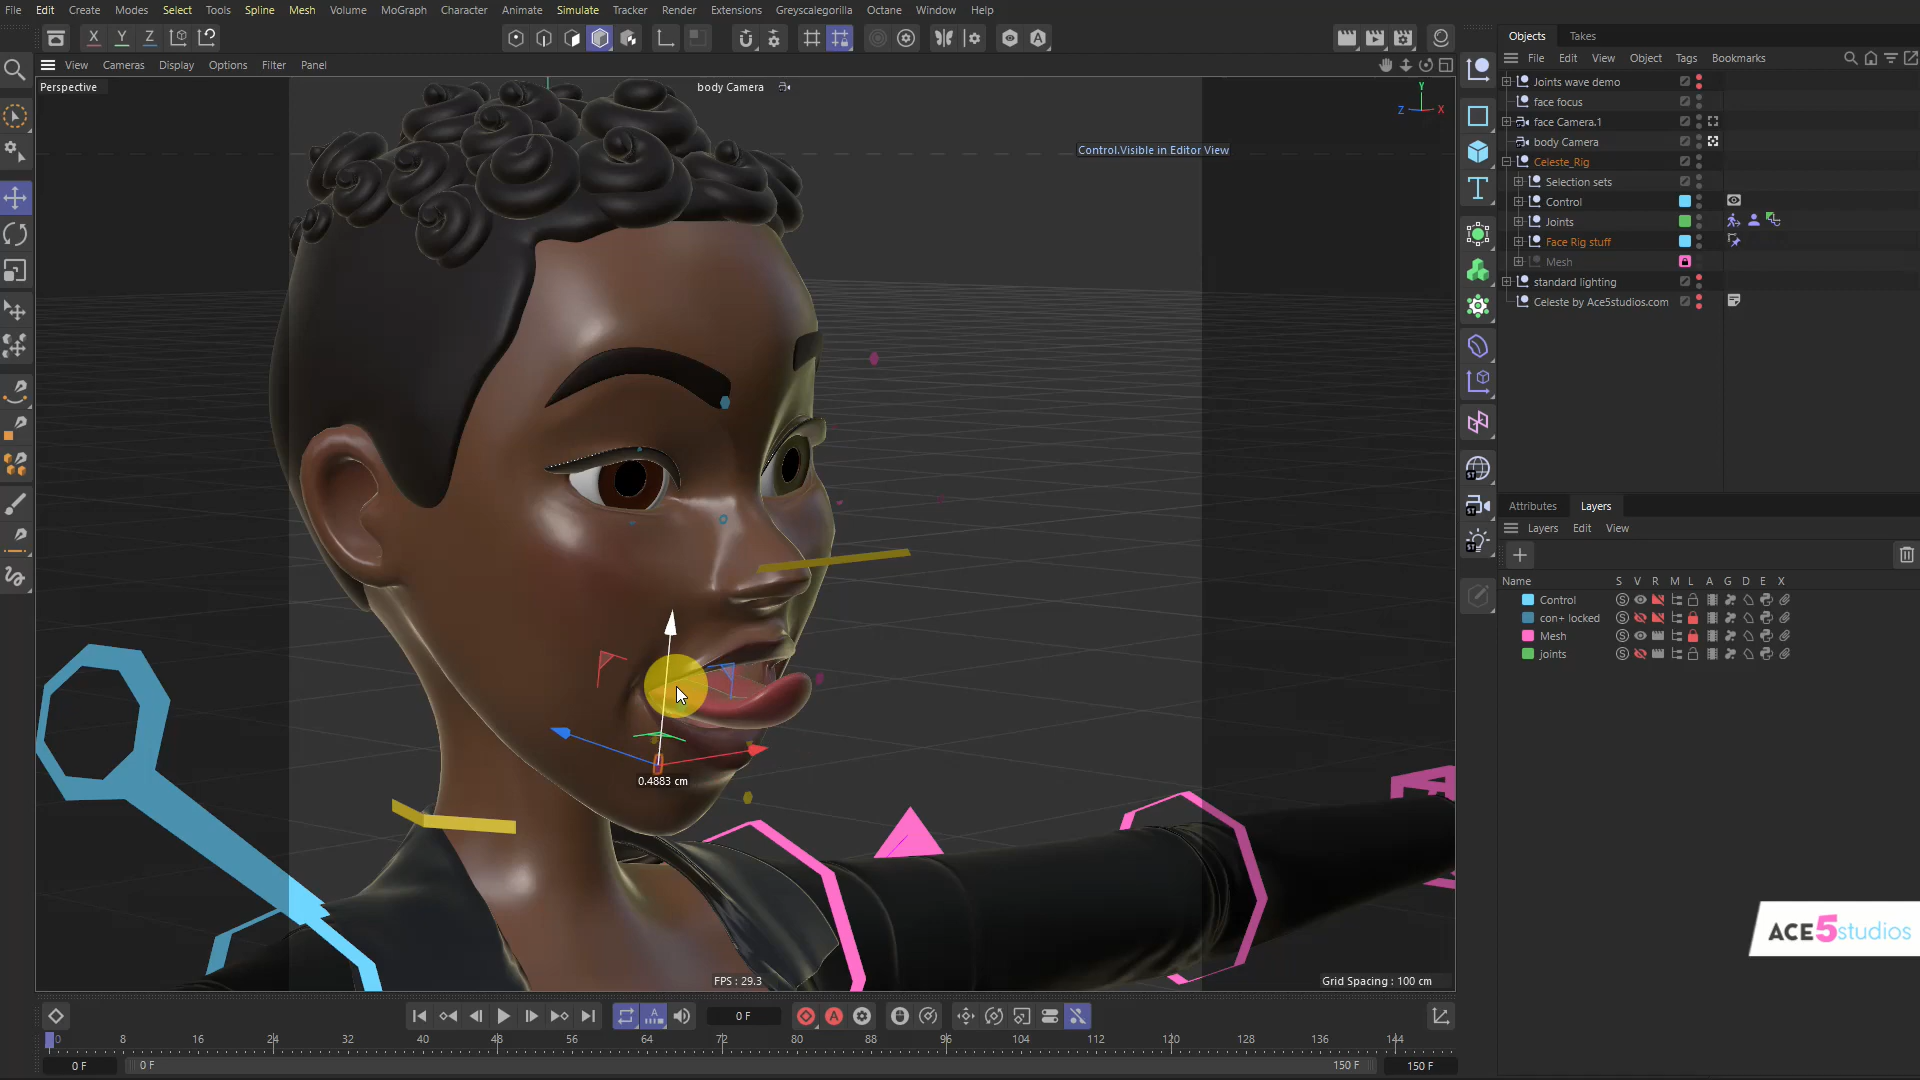 File Edit Create Modes Select Tools Spline Mesh Volume MoGraph Character Animate Simulate Tracker Render Extensions Greyscalegorilla Octane Window Help
X Y Z
View Cameras Display Options Filter Panel
Perspective
body Camera
Y
Z X
Control.Visible in Editor View
0.4883 cm
FPS : 29.3
Grid Spacing : 100 cm
0 F
0 8 16 24 32 40 48 56 64 72 80 88 96 104 112 120 128 136 144
0 F 0 F 150 F 150 F
Objects Takes
File Edit View Object Tags Bookmarks
Joints wave demo
face focus
face Camera.1
body Camera
Celeste_Rig
Selection sets
Control
Joints
Face Rig stuff
Mesh
standard lighting
Celeste by Ace5studios.com
Attributes Layers
Layers Edit View
Name S V R M L A G D E X
Control
con+ locked
Mesh
joints
ST
ST
ST
ACE5studios